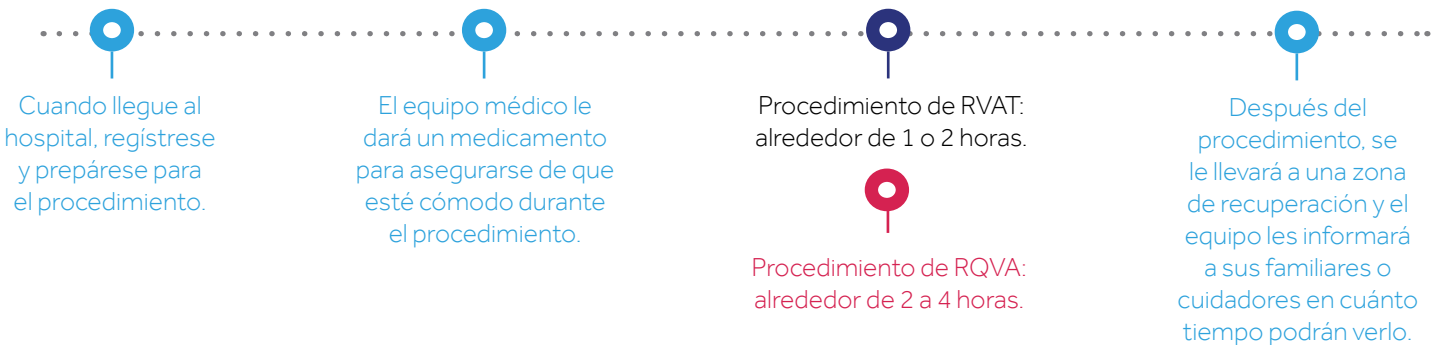 Cuando llegue al
hospital, regístrese
y prepárese para
el procedimiento.
El equipo médico le
dará un medicamento
para asegurarse de que
esté cómodo durante
el procedimiento.
Procedimiento de RVAT:
alrededor de 1 o 2 horas.
Procedimiento de RQVA:
alrededor de 2 a 4 horas.
Después del
procedimiento, se
le llevará a una zona
de recuperación y el
equipo les informará
a sus familiares o
cuidadores en cuánto
tiempo podrán verlo.